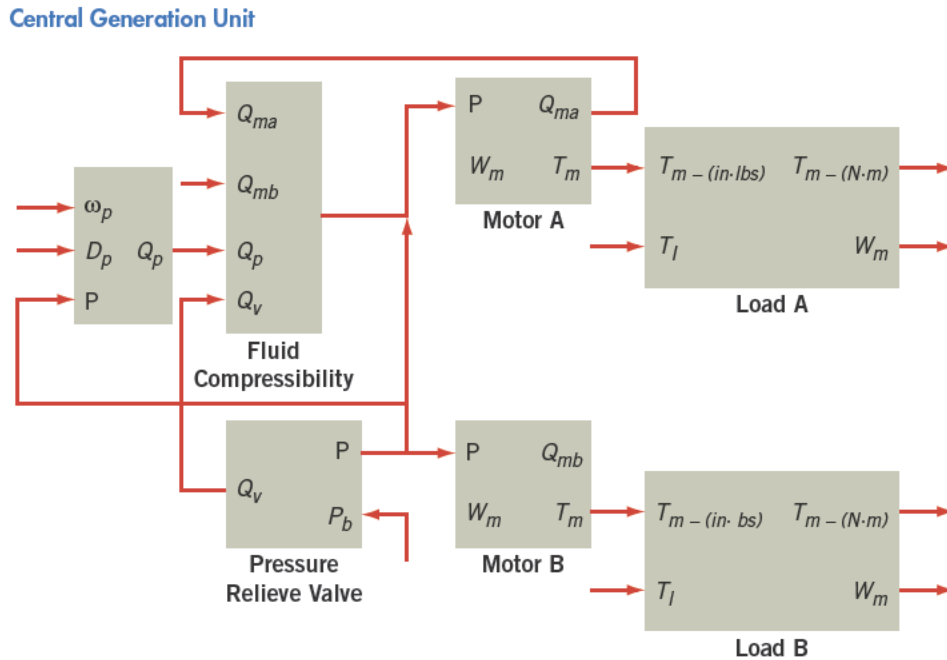 Central Generation Unit
ωp
Dp Qp
P
Qma
Qmb
Qp
Qv
Fluid
Compressibility
P Qma
Wm Tm
Motor A
Tm – (in·lbs) Tm – (N·m)
Tl Wm
Load A
P
Qv
Pb
Pressure
Relieve Valve
P Qmb
Wm Tm
Motor B
Tm – (in· bs) Tm – (N·m)
Tl Wm
Load B